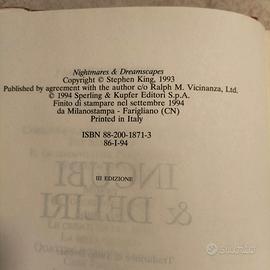 Nightmares & Dreamscapes
Copyright © Stephen King, 1993
Published by agreement with the author c/o Ralph M. Vicinanza, Ltd.
© 1994 Sperling & Kupfer Editori S.p.A.
Finito di stampare nel settembre 1994
da Milanostampa - Farigliano (CN)
Printed in Italy
ISBN 88-200-1871-3
86-I-94
III EDIZIONE
INCUBI
& DELIRI
subito